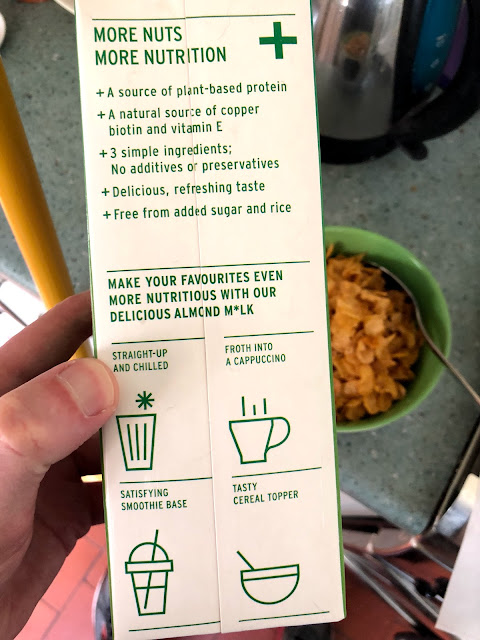 MORE NUTS
MORE NUTRITION
+ A source of plant-based protein
+ A natural source of copper
biotin and vitamin E
+ 3 simple ingredients;
No additives or preservatives
+ Delicious, refreshing taste
+ Free from added sugar and rice
MAKE YOUR FAVOURITES EVEN
MORE NUTRITIOUS WITH OUR
DELICIOUS ALMOND M*LK
STRAIGHT-UP
AND CHILLED
FROTH INTO
A CAPPUCCINO
SATISFYING
SMOOTHIE BASE
TASTY
CEREAL TOPPER